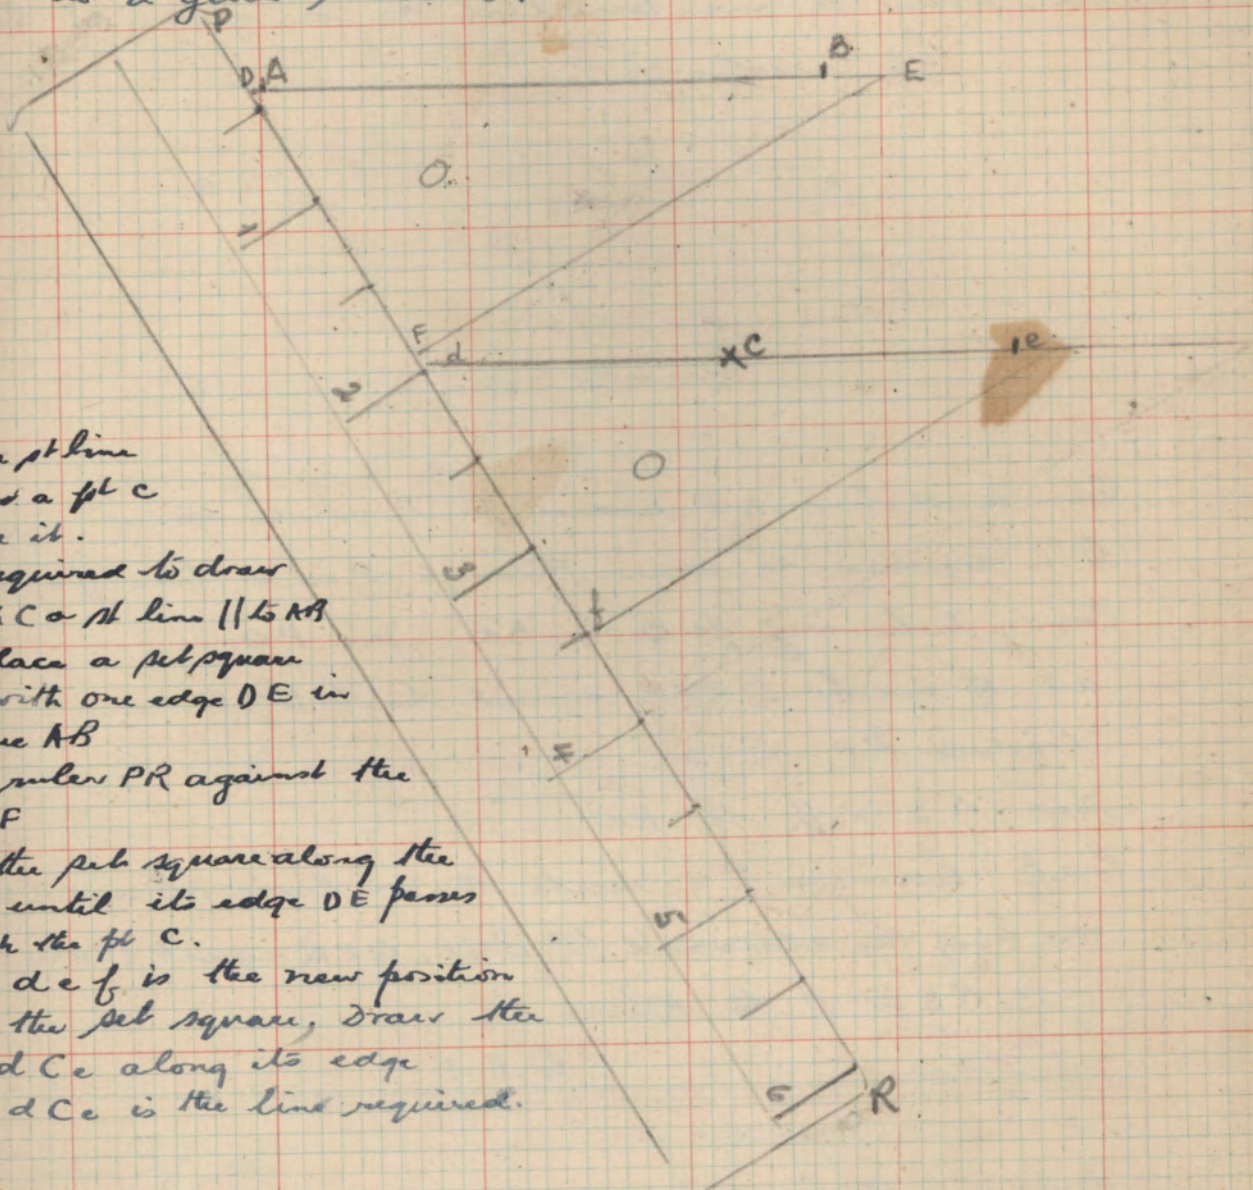 P
D A
B
E
1
F
d
C
e
2
3
f
4
5
6
R
st line
a pt C
it.
required to draw
C a st line || to AB
place a set square
with one edge DE in
AB
ruler PR against the
F
the set square along the
until its edge DE passes
the pt C.
d e f is the new position
the set square, Draw the
d C e along its edge
d C e is the line required.